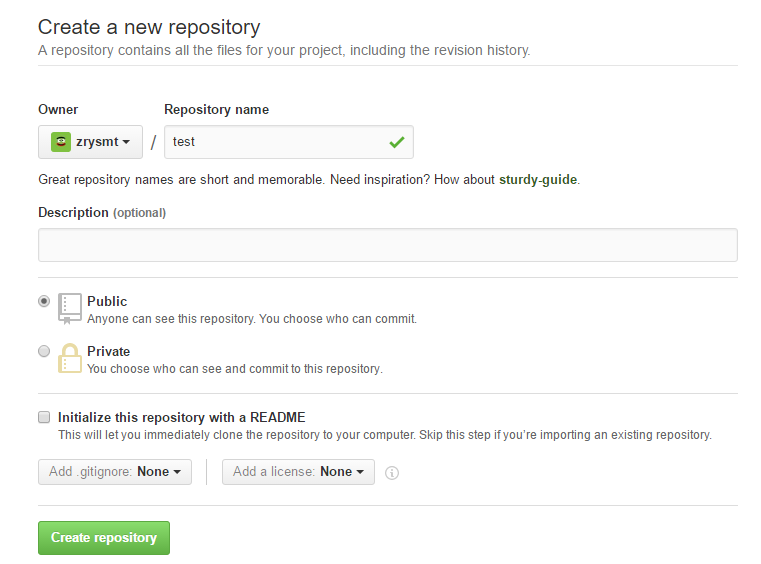 Create a new repository
A repository contains all the files for your project, including the revision history.
Owner Repository name
zrysmt / test
Great repository names are short and memorable. Need inspiration? How about sturdy-guide.
Description (optional)
Public
Anyone can see this repository. You choose who can commit.
Private
You choose who can see and commit to this repository.
Initialize this repository with a README
This will let you immediately clone the repository to your computer. Skip this step if you’re importing an existing repository.
Add .gitignore: None Add a license: None
Create repository